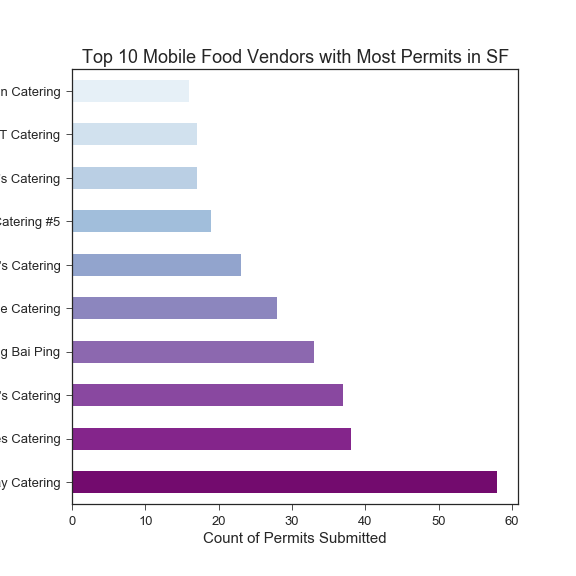 Top 10 Mobile Food Vendors with Most Permits in SF
n Catering
T Catering
's Catering
Catering #5
's Catering
e Catering
g Bai Ping
's Catering
es Catering
ay Catering
0 10 20 30 40 50 60
Count of Permits Submitted